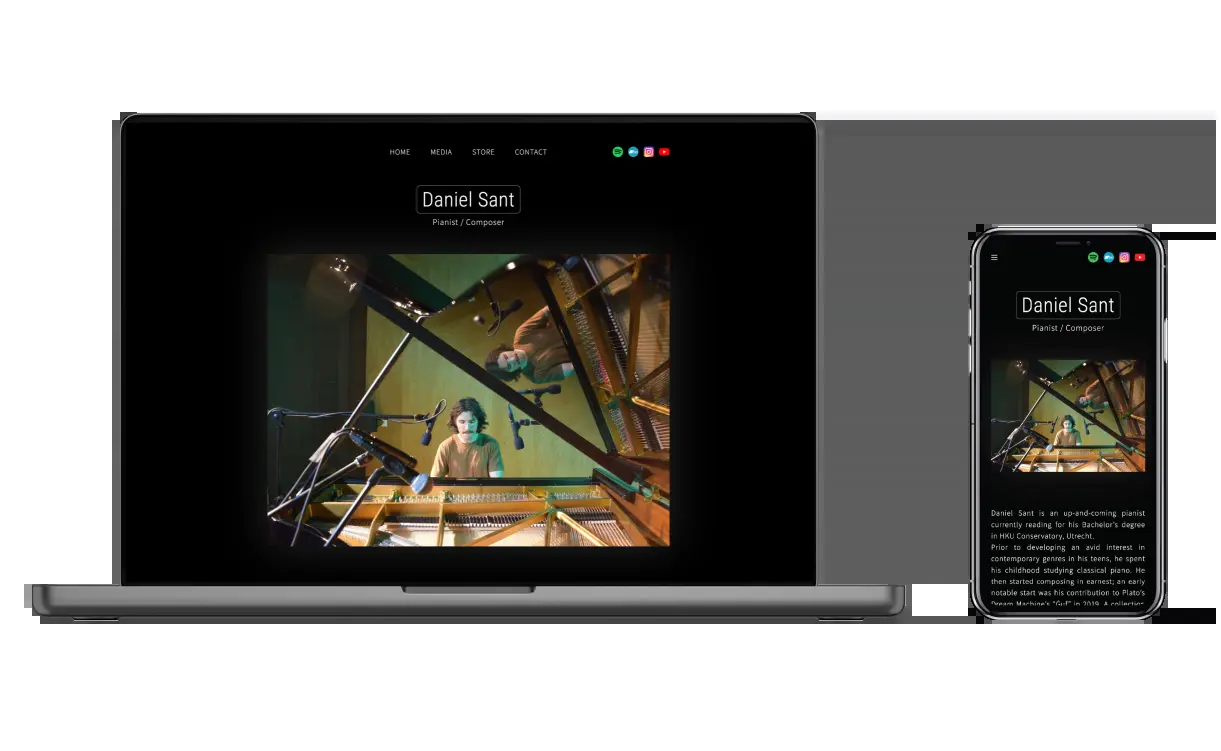 HOME MEDIA STORE CONTACT
Daniel Sant
Pianist / Composer
Daniel Sant
Pianist / Composer
Daniel Sant is an up-and-coming pianist
currently reading for his Bachelor's degree
in HKU Conservatory, Utrecht.
Prior to developing an avid interest in
contemporary genres in his teens, he spent
his childhood studying classical piano. He
then started composing in earnest; an early
notable start was his contribution to Plato's
Dream Machine's "Ġuf" in 2019. A collection